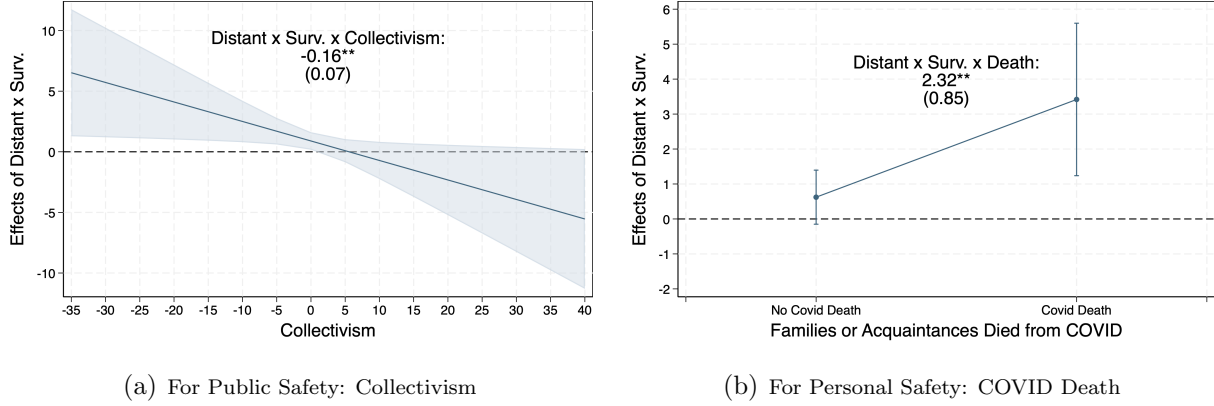 Effects of Distant x Surv.
10
5
0
-5
-10
Distant x Surv. x Collectivism:
-0.16**
(0.07)
-35 -30 -25 -20 -15 -10 -5 0 5 10 15 20 25 30 35 40
Collectivism
(a) For Public Safety: Collectivism
Effects of Distant x Surv.
6
5
4
3
2
1
0
-1
-2
Distant x Surv. x Death:
2.32**
(0.85)
No Covid Death Covid Death
Families or Acquaintances Died from COVID
(b) For Personal Safety: COVID Death